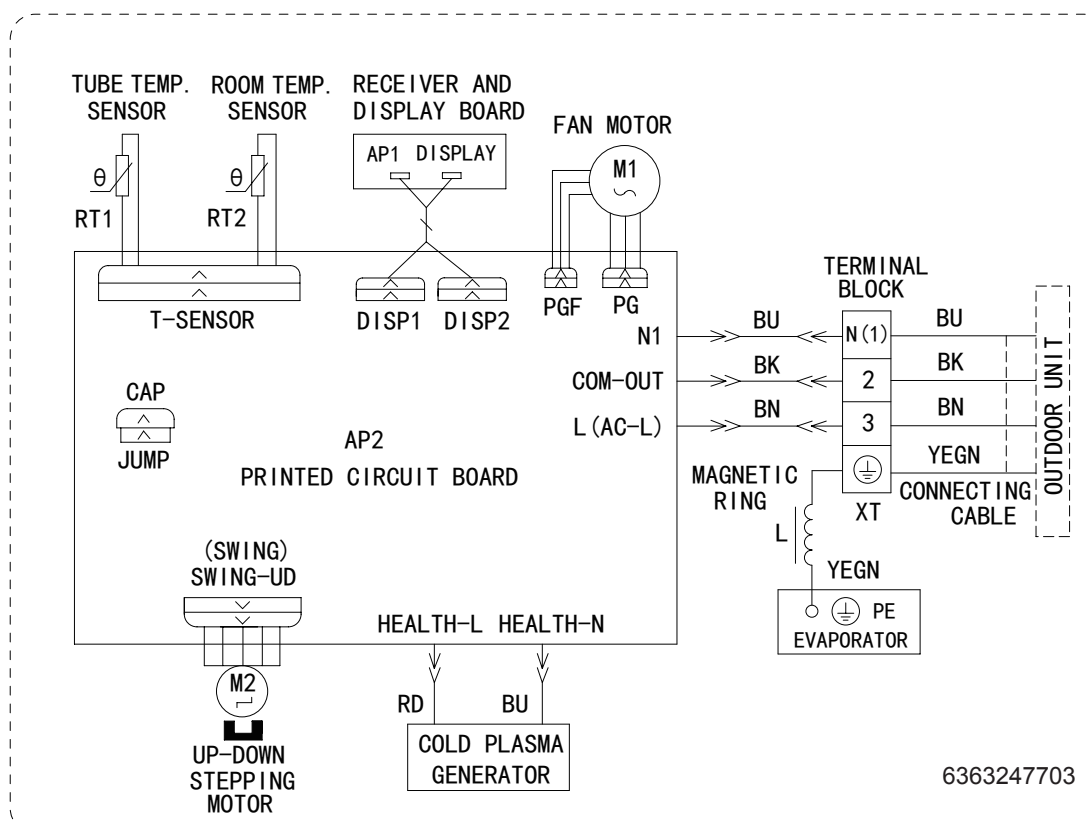 TUBE TEMP.
SENSOR
ROOM TEMP.
SENSOR
RECEIVER AND
DISPLAY BOARD
FAN MOTOR
AP1 DISPLAY
M1
θ
θ
RT1
RT2
T-SENSOR
DISP1
DISP2
PGF
PG
TERMINAL
BLOCK
N1
BU
N(1)
BU
COM-OUT
BK
2
BK
L(AC-L)
BN
3
BN
YEGN
OUTDOOR UNIT
CAP
JUMP
AP2
PRINTED CIRCUIT BOARD
MAGNETIC
RING
XT
CONNECTING
CABLE
L
YEGN
PE
EVAPORATOR
(SWING)
SWING-UD
HEALTH-L
HEALTH-N
M2
RD
BU
UP-DOWN
STEPPING
MOTOR
COLD PLASMA
GENERATOR
6363247703